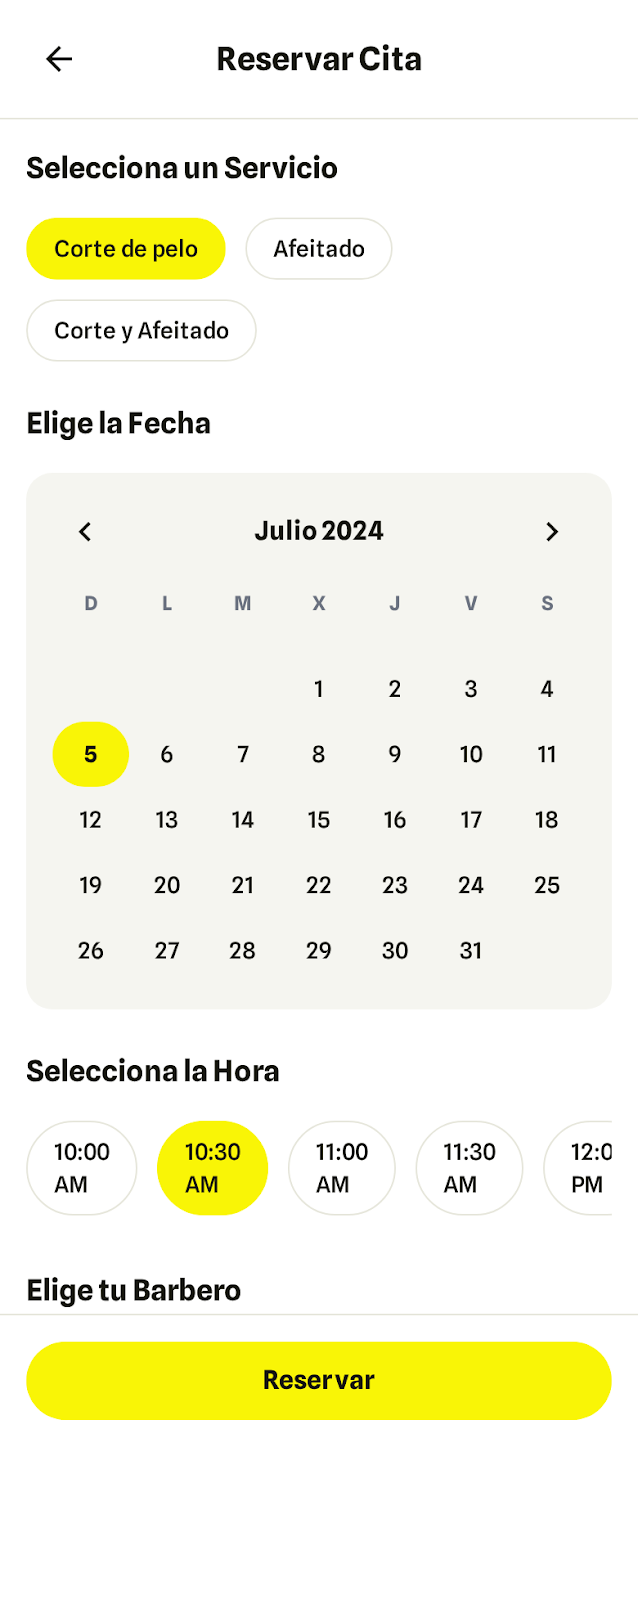 Reservar Cita
Selecciona un Servicio
Corte de pelo
Afeitado
Corte y Afeitado
Elige la Fecha
Julio 2024
D L M X J V S
1 2 3 4
5 6 7 8 9 10 11
12 13 14 15 16 17 18
19 20 21 22 23 24 25
26 27 28 29 30 31
Selecciona la Hora
10:00 AM
10:30 AM
11:00 AM
11:30 AM
12:0 PM
Elige tu Barbero
Reservar